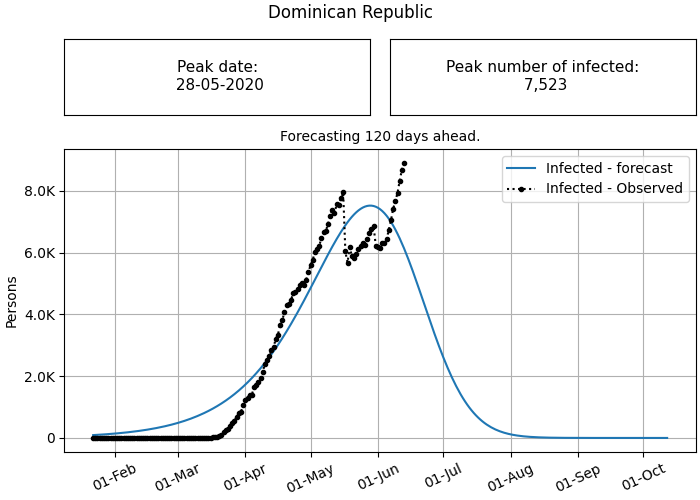 Dominican Republic
Peak date:
28-05-2020
Peak number of infected:
7,523
Forecasting 120 days ahead.
Infected - forecast
Infected - Observed
Persons
8.0K
6.0K
4.0K
2.0K
0
01-Feb
01-Mar
01-Apr
01-May
01-Jun
01-Jul
01-Aug
01-Sep
01-Oct